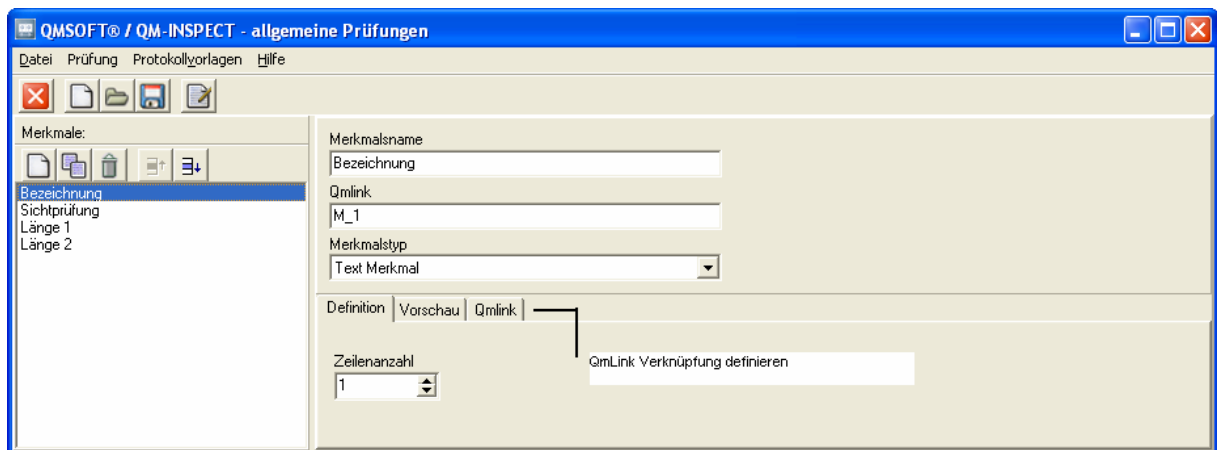 QMSOFT® / QM-INSPECT - allgemeine Prüfungen
Datei Prüfung Protokollvorlagen Hilfe
Merkmale:
Bezeichnung
Sichtprüfung
Länge 1
Länge 2
Merkmalsname
Bezeichnung
Qmlink
M_1
Merkmalstyp
Text Merkmal
Definition Vorschau Qmlink
Zeilenanzahl
1
QmLink Verknüpfung definieren